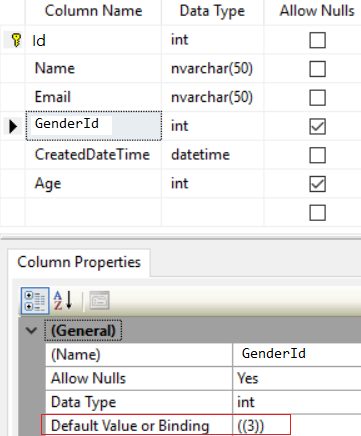 Column Name Data Type Allow Nulls
Id int
Name nvarchar(50)
Email nvarchar(50)
GenderId int
CreatedDateTime datetime
Age int
Column Properties
A Z
(General)
(Name) GenderId
Allow Nulls Yes
Data Type int
Default Value or Binding ((3))